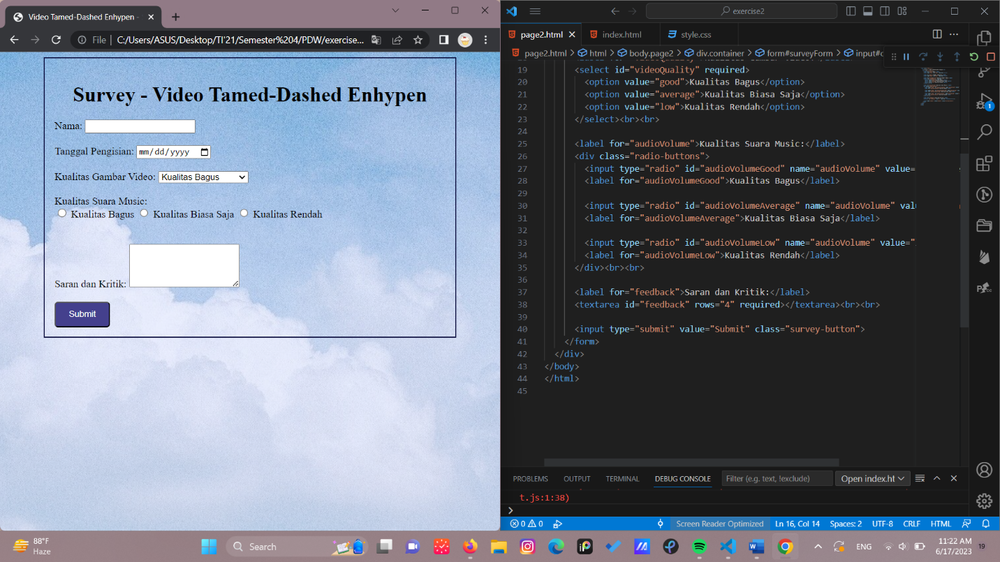 Video Tamed-Dashed Enhypen -
File | C:/Users/ASUS/Desktop/TI'21/Semester%204/PDW/exercise...
Survey - Video Tamed-Dashed Enhypen
Nama:
Tanggal Pengisian: mm/dd/yyyy
Kualitas Gambar Video: Kualitas Bagus
Kualitas Suara Music:
Kualitas Bagus Kualitas Biasa Saja Kualitas Rendah
Saran dan Kritik:
Submit
exercise2
page2.html index.html style.css
page2.html > html > body.page2 > div.container > form#surveyForm > input#d
19 <select id="videoQuality" required>
20 <option value="good">Kualitas Bagus</option>
21 <option value="average">Kualitas Biasa Saja</option>
22 <option value="low">Kualitas Rendah</option>
23 </select><br><br>
24
25 <label for="audioVolume">Kualitas Suara Music:</label>
26 <div class="radio-buttons">
27 <input type="radio" id="audioVolumeGood" name="audioVolume" value=
28 <label for="audioVolumeGood">Kualitas Bagus</label>
29
30 <input type="radio" id="audioVolumeAverage" name="audioVolume" valu
31 <label for="audioVolumeAverage">Kualitas Biasa Saja</label>
32
33 <input type="radio" id="audioVolumeLow" name="audioVolume" value="
34 <label for="audioVolumeLow">Kualitas Rendah</label>
35 </div><br><br>
36
37 <label for="feedback">Saran dan Kritik:</label>
38 <textarea id="feedback" rows="4" required></textarea><br><br>
39
40 <input type="submit" value="Submit" class="survey-button">
41 </form>
42 </div>
43 </body>
44 </html>
45
1
PROBLEMS OUTPUT TERMINAL DEBUG CONSOLE Filter (e.g. text, !exclude) Open index.ht
t.js:1:38)
0 0 Screen Reader Optimized Ln 16, Col 14 Spaces: 2 UTF-8 CRLF HTML
88°F
Haze
Search
ENG
11:22 AM
6/17/2023
19